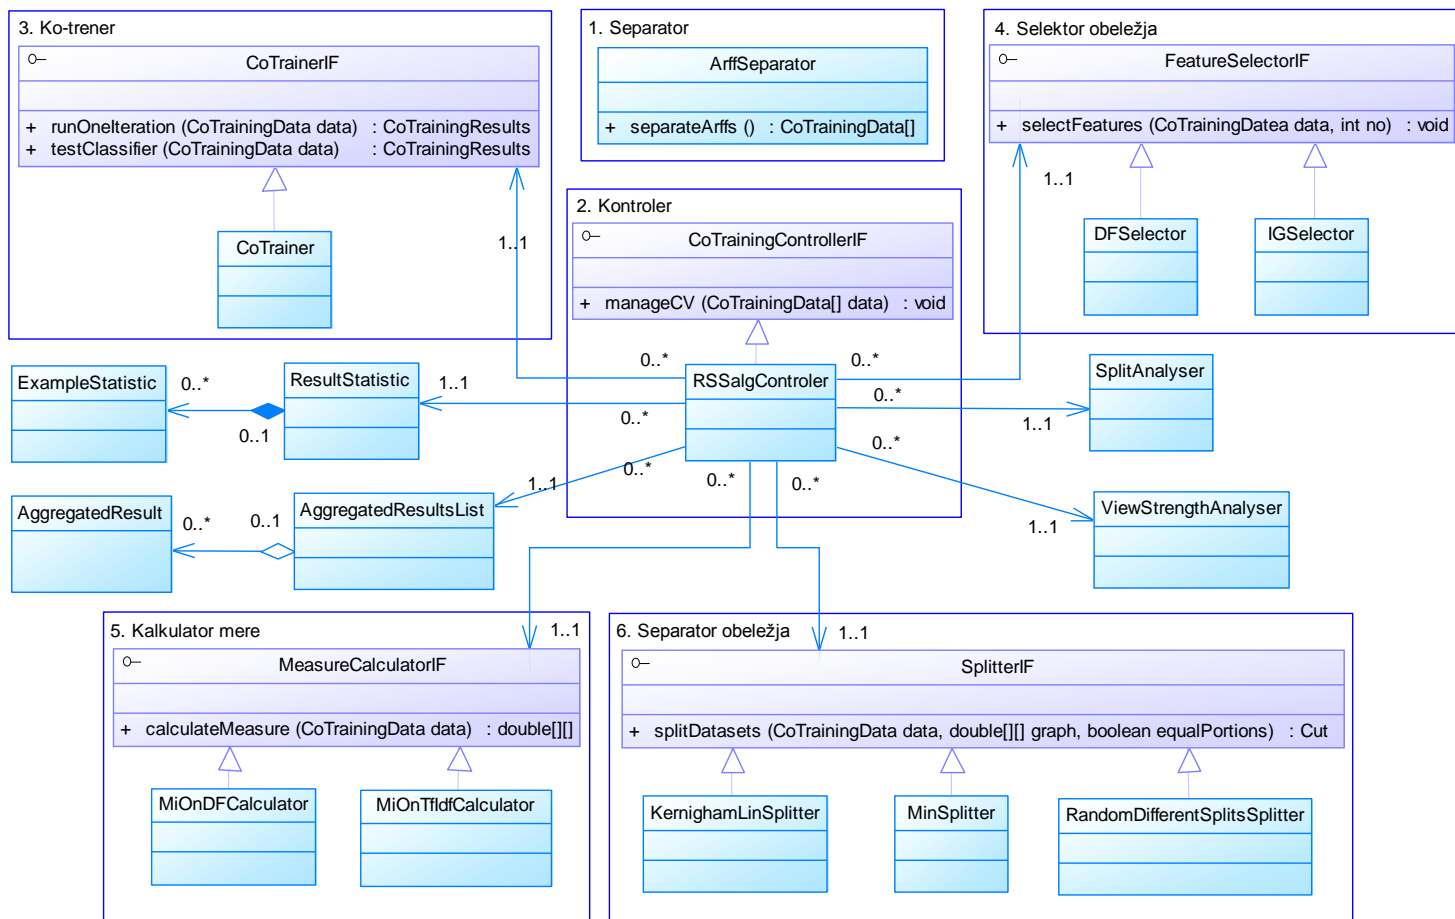 3. Ko-trener
CoTrainerIF
+ runOneIteration (CoTrainingData data) : CoTrainingResults
+ testClassifier (CoTrainingData data) : CoTrainingResults
CoTrainer
1..1
1. Separator
ArffSeparator
+ separateArffs () : CoTrainingData[]
4. Selektor obeležja
FeatureSelectorIF
+ selectFeatures (CoTrainingDatea data, int no) : void
1..1
DFSelector
IGSelector
2. Kontroler
CoTrainingControllerIF
+ manageCV (CoTrainingData[] data) : void
0..*
0..*
RSSalgControler
ExampleStatistic
0..*
0..1
ResultStatistic
1..1
0..*
0..*
1..1
SplitAnalyser
AggregatedResult
0..*
0..1
AggregatedResultsList
1..1
0..*
0..*
0..*
0..*
1..1
ViewStrengthAnalyser
5. Kalkulator mere
1..1
MeasureCalculatorIF
+ calculateMeasure (CoTrainingData data) : double[][]
MiOnDFCalculator
MiOnTfIdfCalculator
6. Separator obeležja
1..1
SplitterIF
+ splitDatasets (CoTrainingData data, double[][] graph, boolean equalPortions) : Cut
KernighamLinSplitter
MinSplitter
RandomDifferentSplitsSplitter